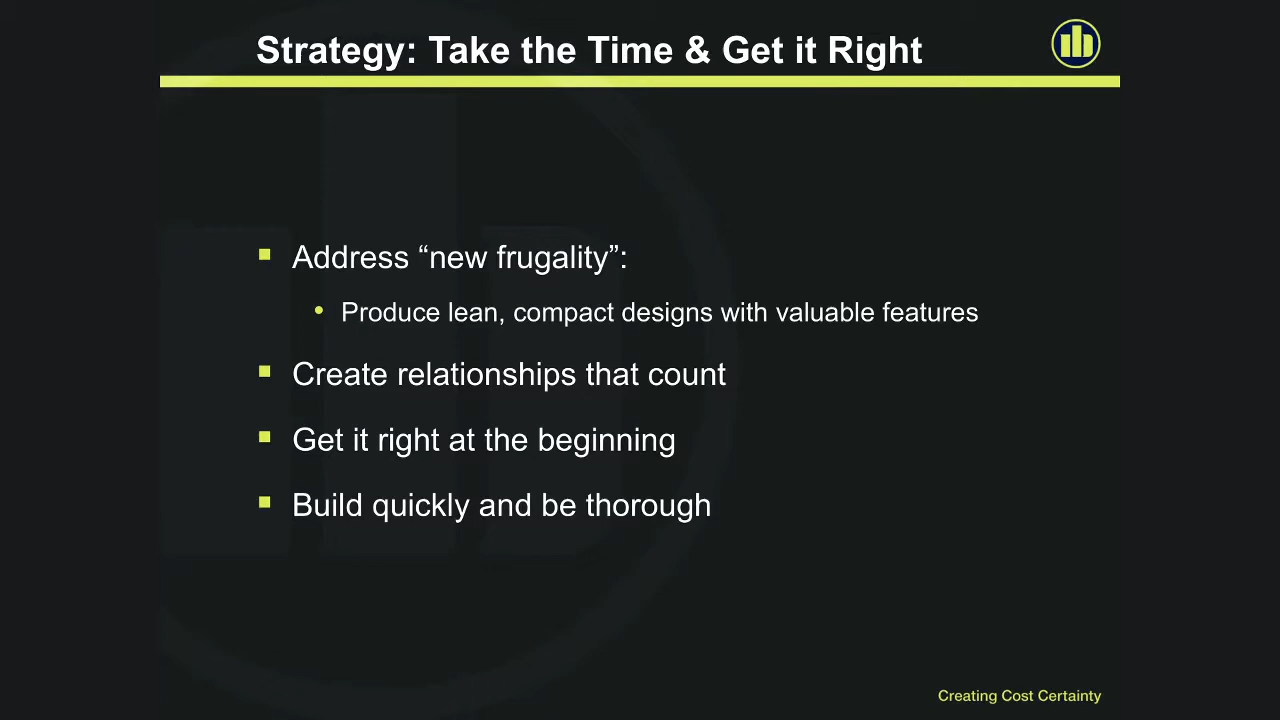 Strategy: Take the Time & Get it Right
Address “new frugality”:
Produce lean, compact designs with valuable features
Create relationships that count
Get it right at the beginning
Build quickly and be thorough
Creating Cost Certainty